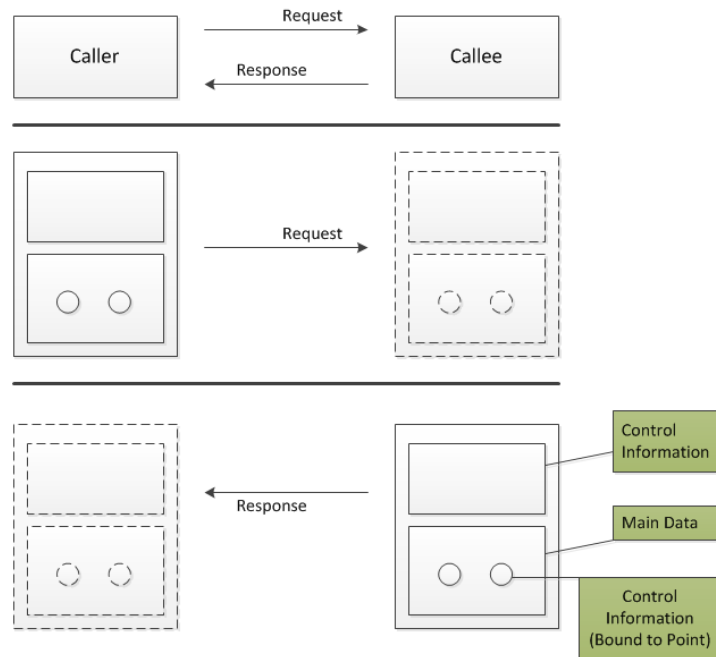 Caller
Request
Response
Callee
Request
Response
Control
Information
Main Data
Control
Information
(Bound to Point)